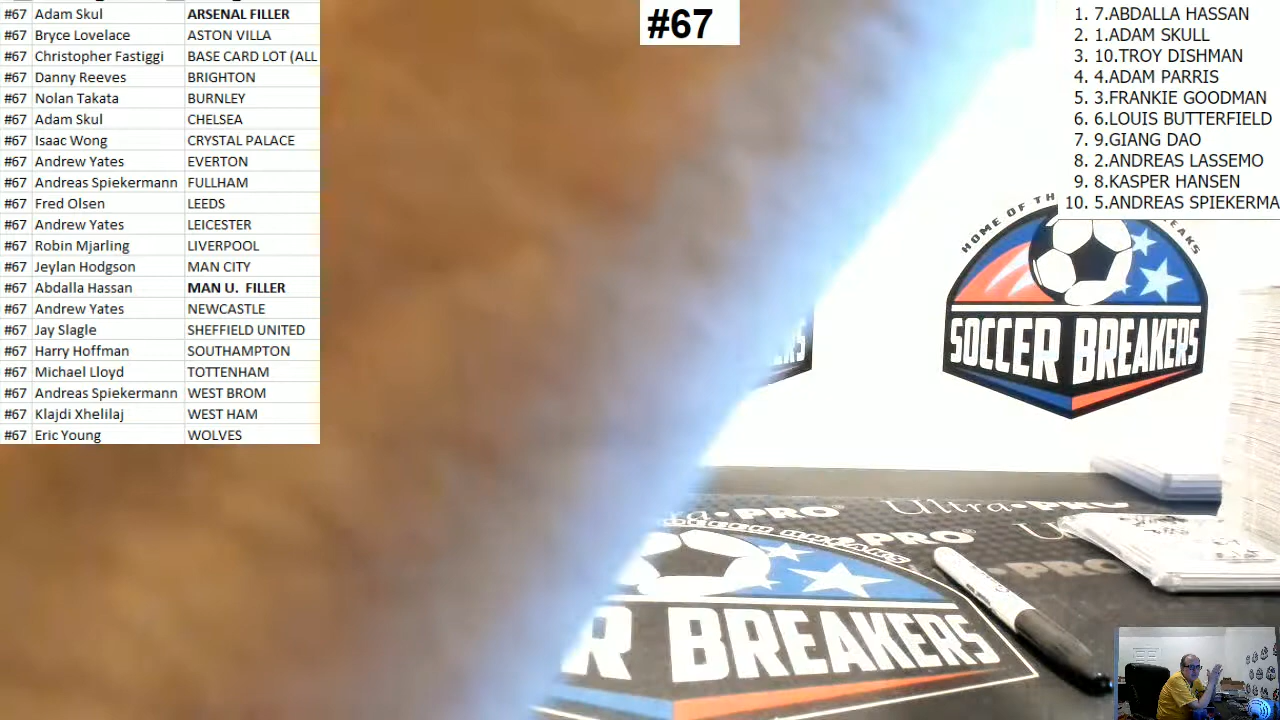 #67 Adam Skul ARSENAL FILLER
#67 Bryce Lovelace ASTON VILLA
#67 Christopher Fastiggi BASE CARD LOT (ALL
#67 Danny Reeves BRIGHTON
#67 Nolan Takata BURNLEY
#67 Adam Skul CHELSEA
#67 Isaac Wong CRYSTAL PALACE
#67 Andrew Yates EVERTON
#67 Andreas Spiekermann FULLHAM
#67 Fred Olsen LEEDS
#67 Andrew Yates LEICESTER
#67 Robin Mjarling LIVERPOOL
#67 Jeylan Hodgson MAN CITY
#67 Abdalla Hassan MAN U. FILLER
#67 Andrew Yates NEWCASTLE
#67 Jay Slagle SHEFFIELD UNITED
#67 Harry Hoffman SOUTHAMPTON
#67 Michael Lloyd TOTTENHAM
#67 Andreas Spiekermann WEST BROM
#67 Klajdi Xhelilaj WEST HAM
#67 Eric Young WOLVES
#67
1. 7.ABDALLA HASSAN
2. 1.ADAM SKULL
3. 10.TROY DISHMAN
4. 4.ADAM PARRIS
5. 3.FRANKIE GOODMAN
6. 6.LOUIS BUTTERFIELD
7. 9.GIANG DAO
8. 2.ANDREAS LASSEMO
9. 8.KASPER HANSEN
10. 5.ANDREAS SPIEKERMA
HOME OF THE
SOCCER BREAKERS
Ultra•PRO
PRO
PRO
R BREAKERS